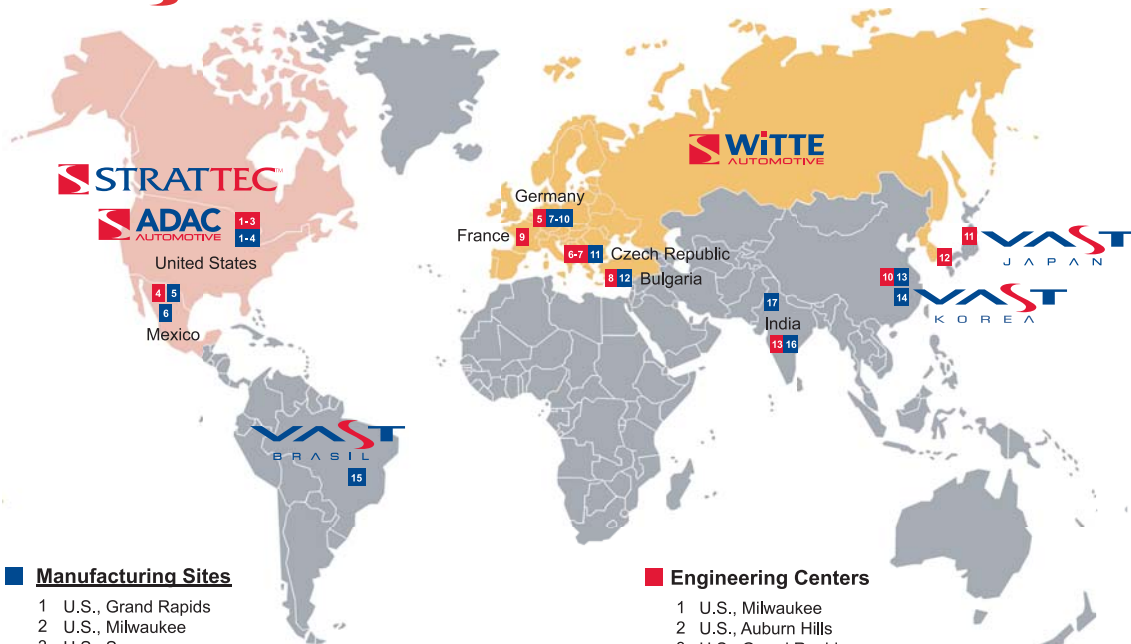 WiTTE
AUTOMOTIVE
STRATTEC™
ADAC
AUTOMOTIVE
1-3
1-4
United States
4 5
6
Mexico
Germany
5 7-10
France 9
6-7 11 Czech Republic
8 12 Bulgaria
11
VAST
JAPAN
12
10 13
14
VAST
KOREA
17
India
13 16
VAST
BRASIL
15
Manufacturing Sites
1 U.S., Grand Rapids
2 U.S., Milwaukee
Engineering Centers
1 U.S., Milwaukee
2 U.S., Auburn Hills